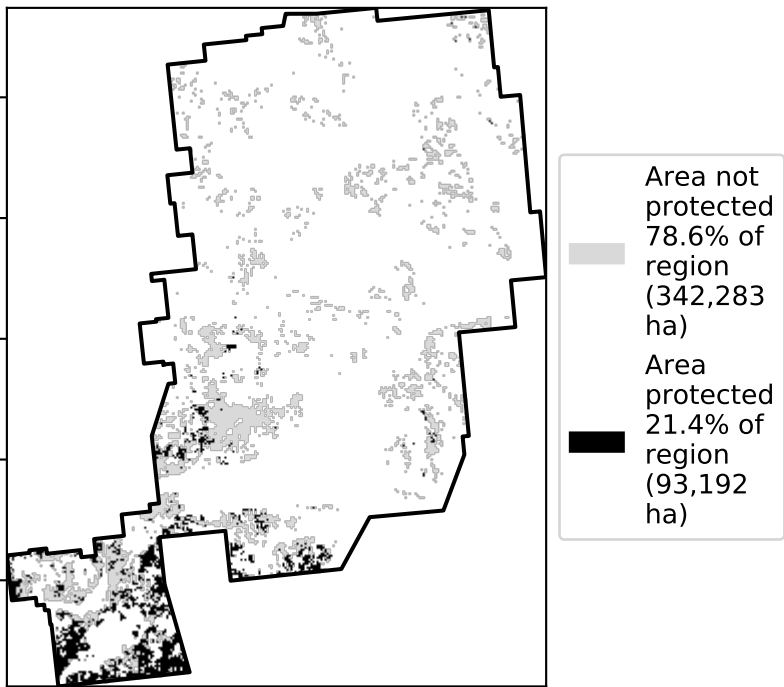 Area not
protected
78.6% of
region
(342,283
ha)
Area
protected
21.4% of
region
(93,192
ha)